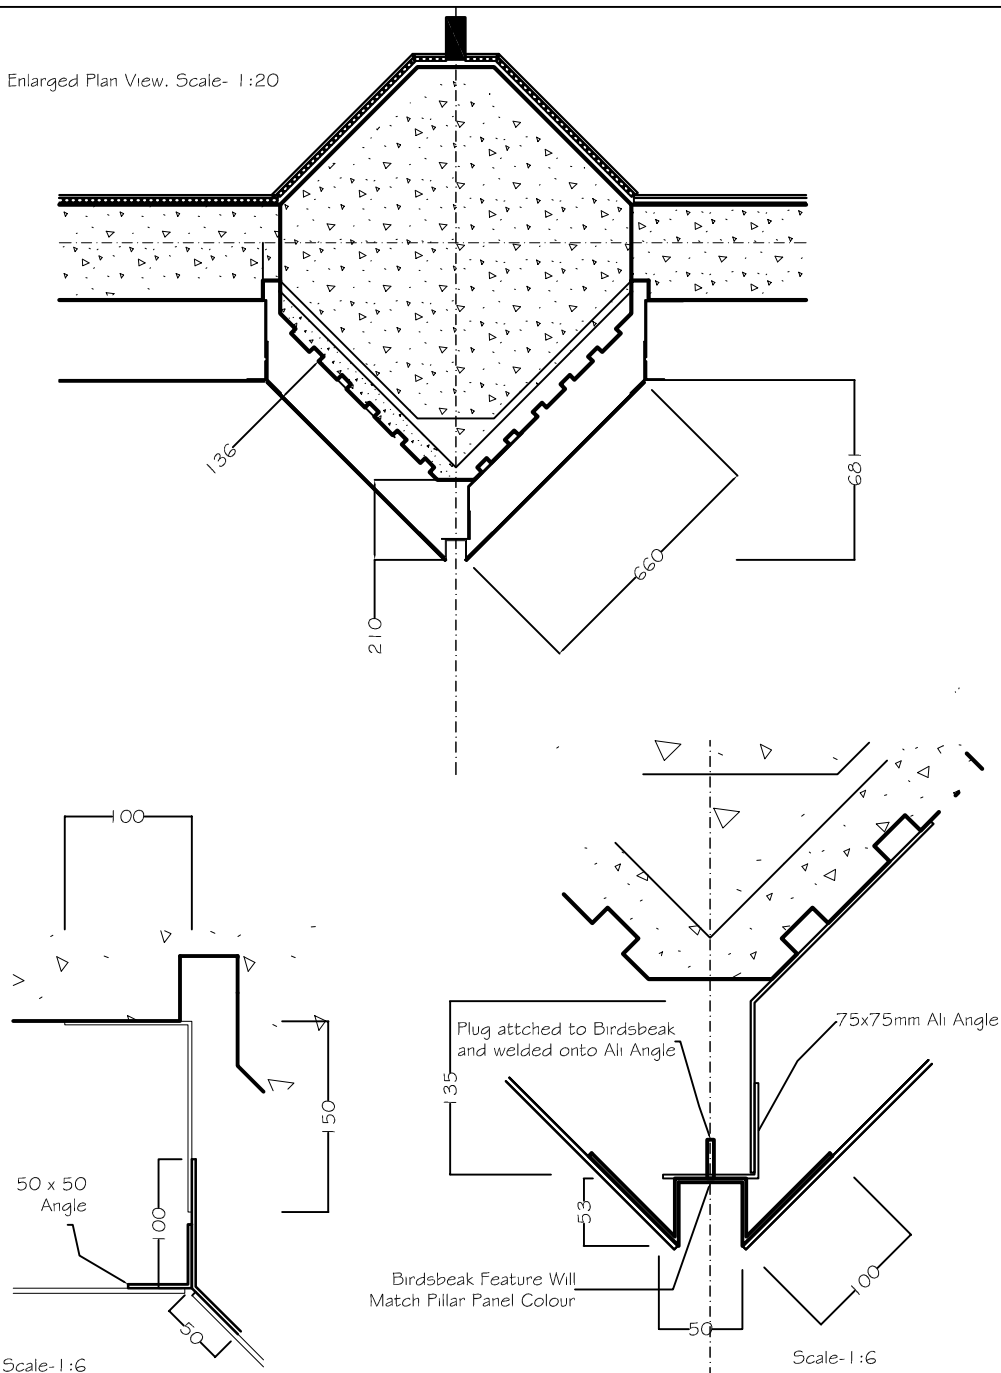 Enlarged Plan View. Scale- 1:20
136
681
660
210
100
Plug attched to Birdsbeak
and welded onto Ali Angle
75x75mm Ali Angle
135
150
50 x 50
Angle
100
53
Birdsbeak Feature Will
Match Pillar Panel Colour
100
50
50
Scale-1:6
Scale-1:6